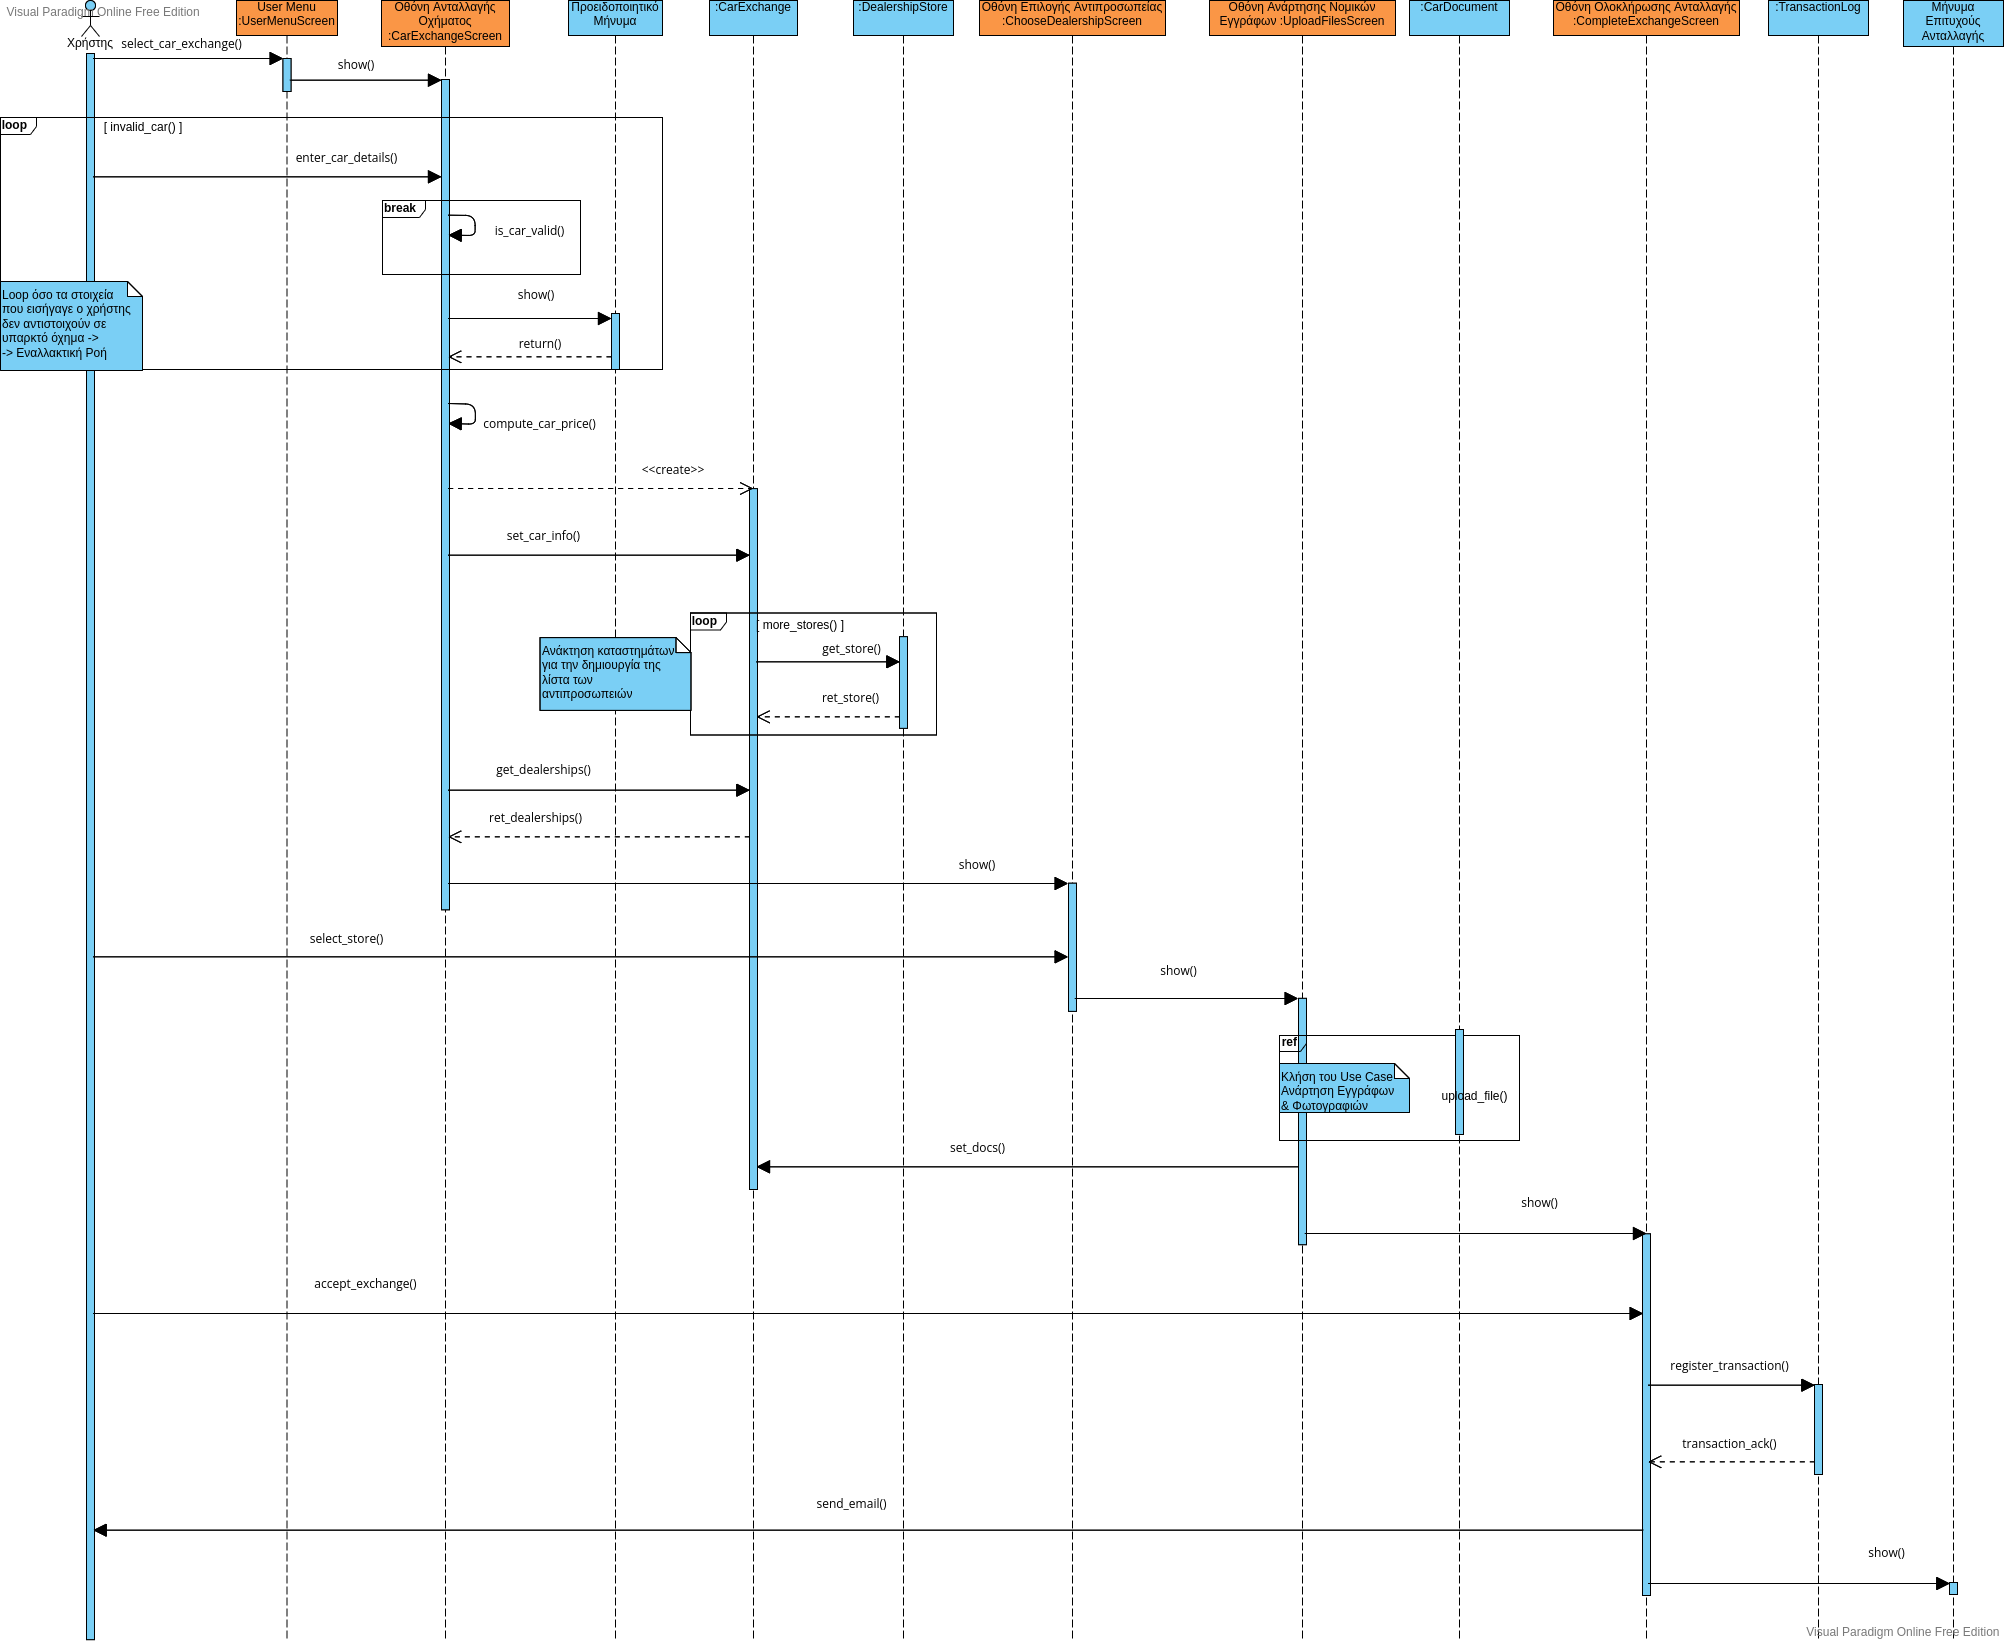 Visual Paradigm Online Free Edition
Χρήστης
User Menu
:UserMenuScreen
Οθόνη Ανταλλαγής
Οχήματος
:CarExchangeScreen
Προειδοποιητικό
Μήνυμα
:CarExchange
:DealershipStore
Οθόνη Επιλογής Αντιπροσωπείας
:ChooseDealershipScreen
Οθόνη Ανάρτησης Νομικών
Εγγράφων :UploadFilesScreen
:CarDocument
Οθόνη Ολοκλήρωσης Ανταλλαγής
:CompleteExchangeScreen
:TransactionLog
Μήνυμα
Επιτυχούς
Ανταλλαγής
select_car_exchange()
show()
loop
[ invalid_car() ]
enter_car_details()
break
is_car_valid()
Loop όσο τα στοιχεία
που εισήγαγε ο χρήστης
δεν αντιστοιχούν σε
υπαρκτό όχημα ->
-> Εναλλακτική Ροή
show()
return()
compute_car_price()
<<create>>
set_car_info()
loop
[ more_stores() ]
Ανάκτηση καταστημάτων
για την δημιουργία της
λίστα των
αντιπροσωπειών
get_store()
ret_store()
get_dealerships()
ret_dealerships()
show()
select_store()
show()
ref
Κλήση του Use Case
Ανάρτηση Εγγράφων
& Φωτογραφιών
upload_file()
set_docs()
show()
accept_exchange()
register_transaction()
transaction_ack()
send_email()
show()
Visual Paradigm Online Free Edition